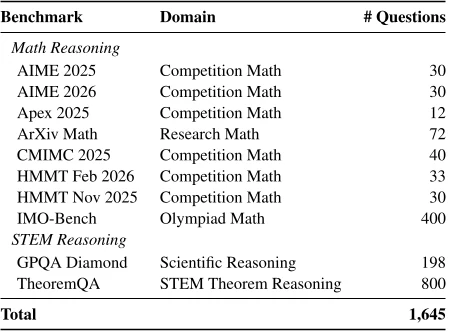 Benchmark Domain # Questions
Math Reasoning
AIME 2025 Competition Math 30
AIME 2026 Competition Math 30
Apex 2025 Competition Math 12
ArXiv Math Research Math 72
CMIMC 2025 Competition Math 40
HMMT Feb 2026 Competition Math 33
HMMT Nov 2025 Competition Math 30
IMO-Bench Olympiad Math 400
STEM Reasoning
GPQA Diamond Scientific Reasoning 198
TheoremQA STEM Theorem Reasoning 800
Total 1,645